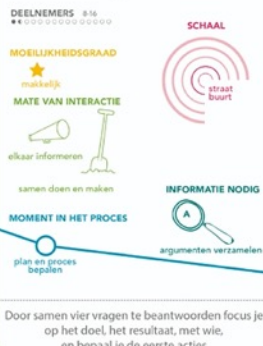 DEELNEMERS 8-16
SCHAAL
MOEILIJKHEIDSGRAAD
makkelijk
straat
buurt
MATE VAN INTERACTIE
elkaar informeren
samen doen en maken
INFORMATIE NODIG
A
MOMENT IN HET PROCES
argumenten verzamelen
plan en proces
bepalen
Door samen vier vragen te beantwoorden focus je
op het doel, het resultaat, met wie,
en bepaal je de eerste acties